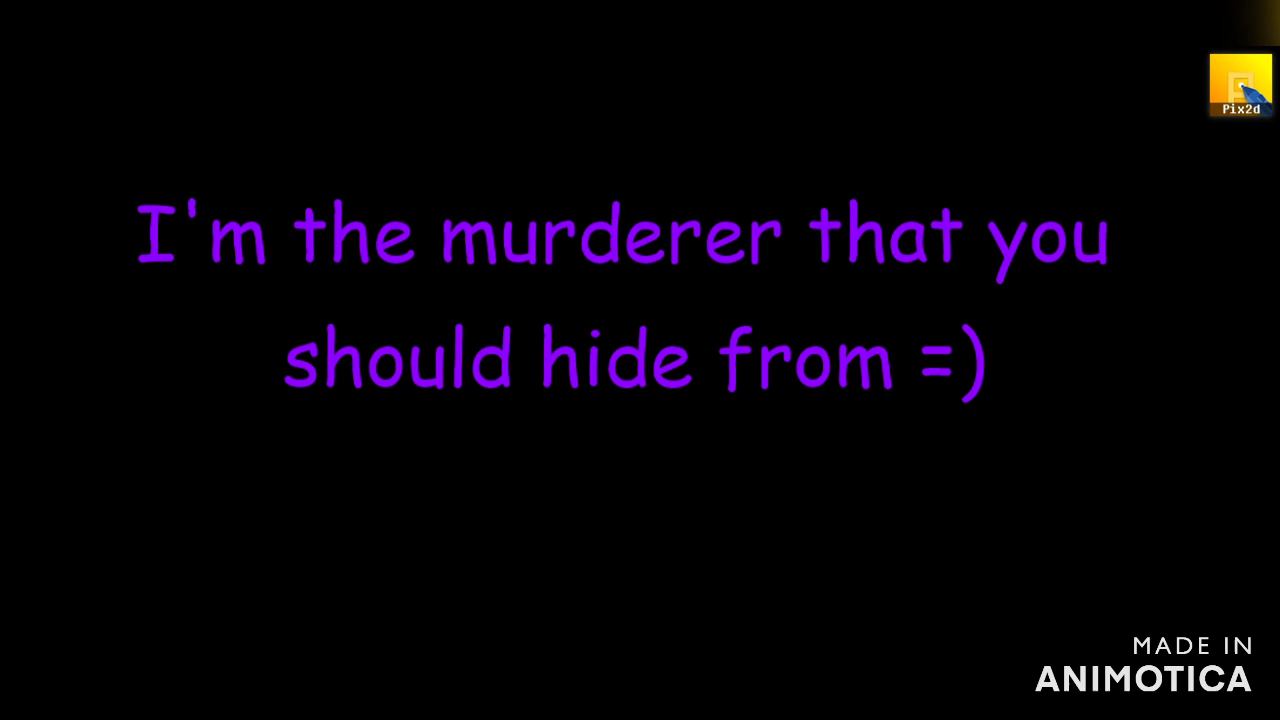 Pix2d
I'm the murderer that you
should hide from =)
MADE IN
ANIMOTICA